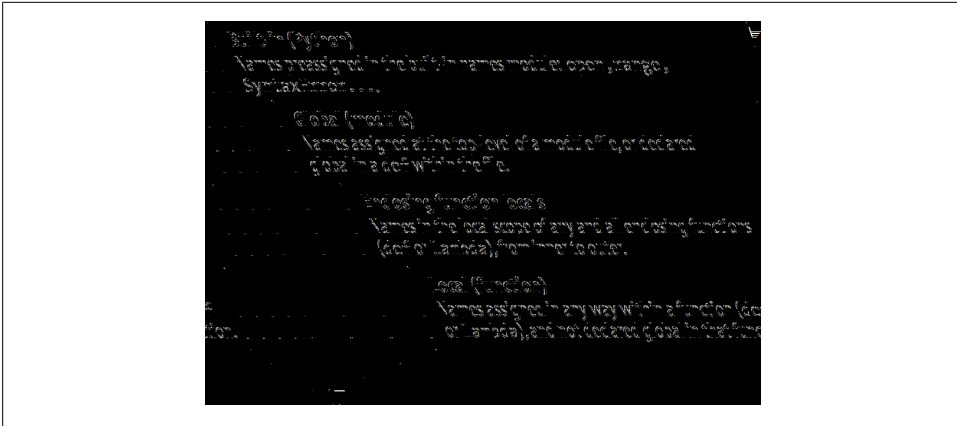 Built-in (Python)
Names preassigned in the built-in names module: open, range,
SyntaxError....
Global (module)
Names assigned at the top-level of a module file, or declared
global in a def within the file.
Enclosing function locals
Names in the local scope of any and all enclosing functions
(def or lambda), from inner to outer.
Local (function)
Names assigned in any way within a function (de
or lambda), and not declared global in that func
tion.